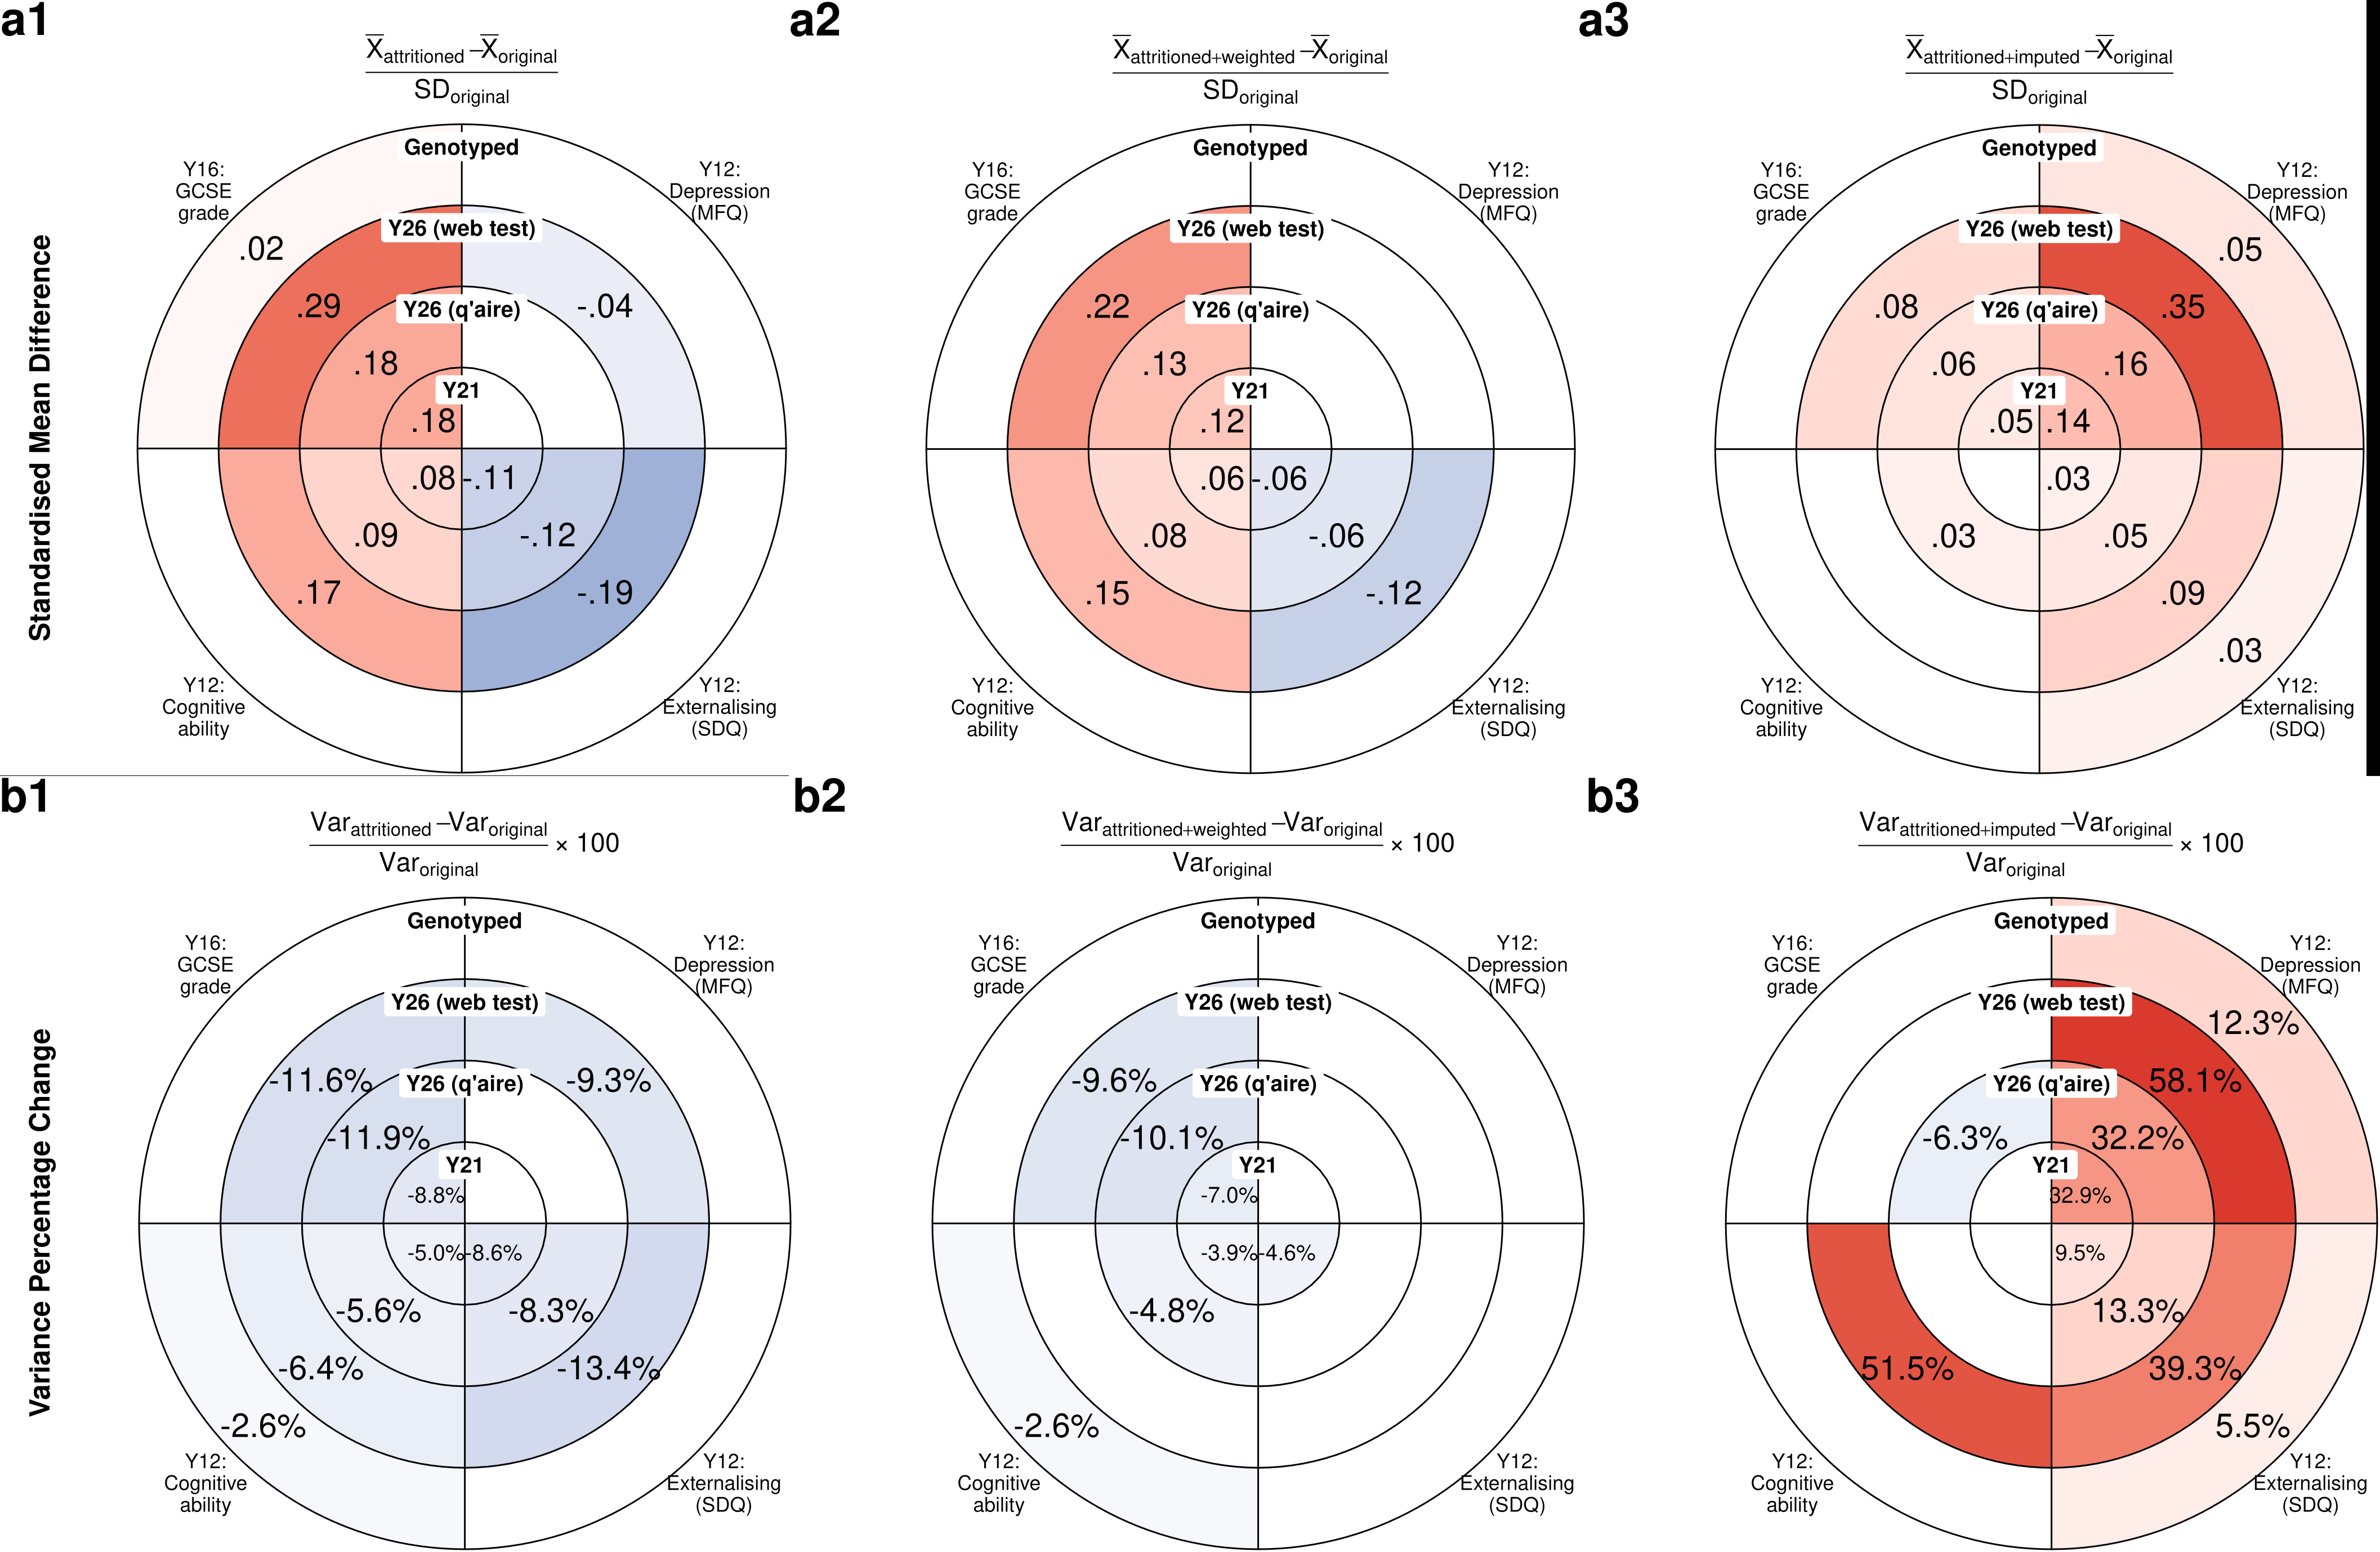 a1
X̅attritioned –X̅original
SDoriginal
Genotyped
Y16:
GCSE
grade
Y12:
Depression
(MFQ)
Y26 (web test)
.02
.29
Y26 (q'aire)
-.04
.18
Y21
.18
.08
-.11
.09
-.12
.17
-.19
Y12:
Cognitive
ability
Y12:
Externalising
(SDQ)
Standardised Mean Difference
a2
X̅attritioned+weighted –X̅original
SDoriginal
Genotyped
Y16:
GCSE
grade
Y12:
Depression
(MFQ)
Y26 (web test)
.22
Y26 (q'aire)
.13
Y21
.12
.06
-.06
.08
-.06
.15
-.12
Y12:
Cognitive
ability
Y12:
Externalising
(SDQ)
a3
X̅attritioned+imputed –X̅original
SDoriginal
Genotyped
Y16:
GCSE
grade
Y12:
Depression
(MFQ)
Y26 (web test)
.05
.08
Y26 (q'aire)
.35
.06
.16
Y21
.05
.14
.03
.03
.05
.09
.03
Y12:
Cognitive
ability
Y12:
Externalising
(SDQ)
b1
Varattritioned –Varoriginal
Varoriginal
× 100
Genotyped
Y16:
GCSE
grade
Y12:
Depression
(MFQ)
Y26 (web test)
-11.6%
Y26 (q'aire)
-9.3%
-11.9%
Y21
-8.8%
-5.0%
-8.6%
-5.6%
-8.3%
-6.4%
-13.4%
-2.6%
Y12:
Cognitive
ability
Y12:
Externalising
(SDQ)
Variance Percentage Change
b2
Varattritioned+weighted –Varoriginal
Varoriginal
× 100
Genotyped
Y16:
GCSE
grade
Y12:
Depression
(MFQ)
Y26 (web test)
-9.6%
Y26 (q'aire)
-10.1%
Y21
-7.0%
-3.9%
-4.6%
-4.8%
-2.6%
Y12:
Cognitive
ability
Y12:
Externalising
(SDQ)
b3
Varattritioned+imputed –Varoriginal
Varoriginal
× 100
Genotyped
Y16:
GCSE
grade
Y12:
Depression
(MFQ)
Y26 (web test)
12.3%
Y26 (q'aire)
58.1%
-6.3%
32.2%
Y21
32.9%
9.5%
13.3%
51.5%
39.3%
5.5%
Y12:
Cognitive
ability
Y12:
Externalising
(SDQ)